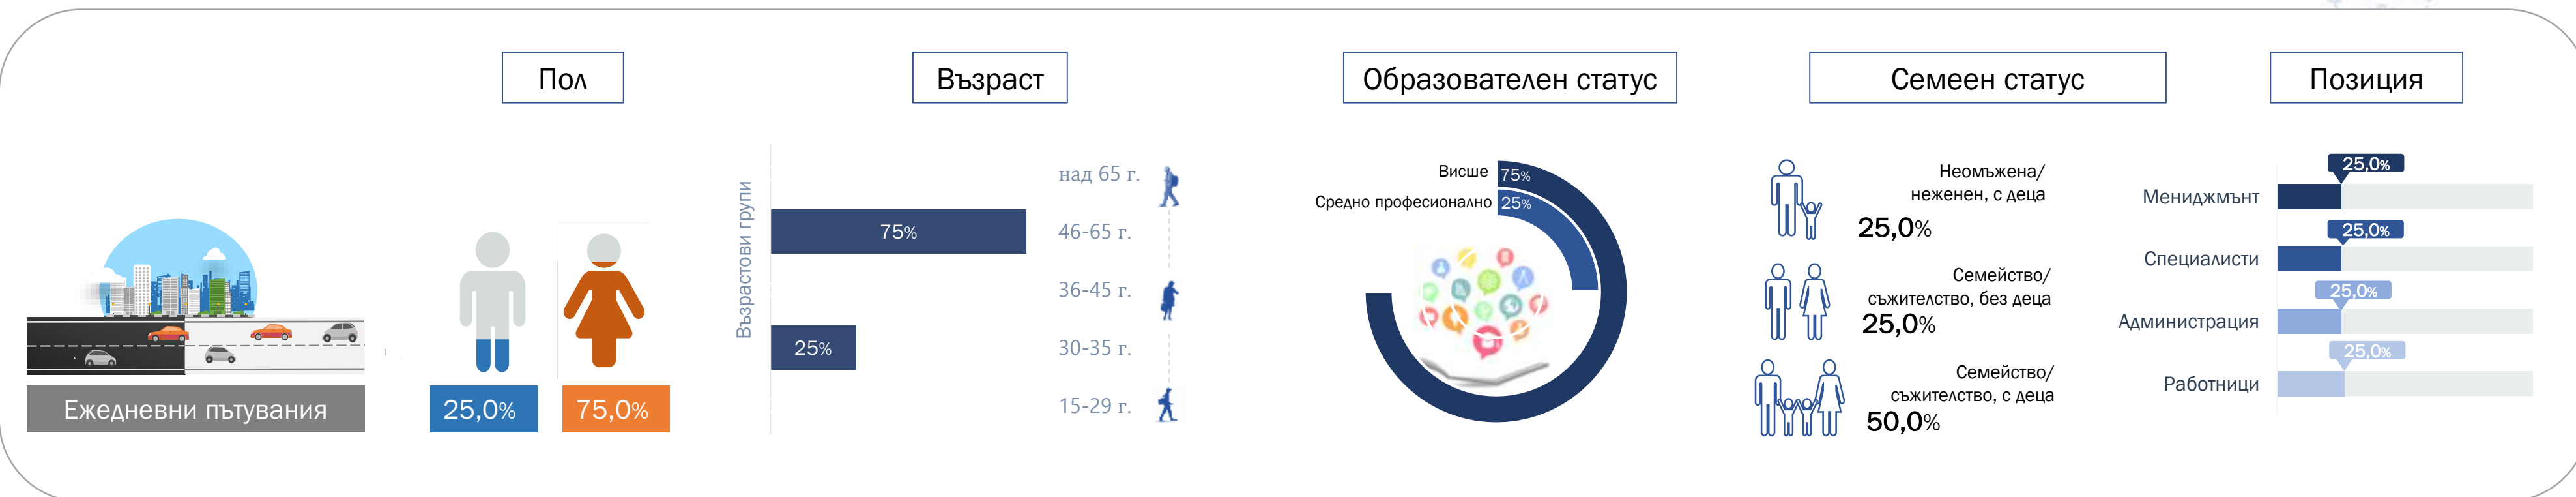 Пол
Възраст
Образователен статус
Семеен статус
Позиция
Ежедневни пътувания
25,0%
75,0%
Възрастови групи
над 65 г.
75%
46-65 г.
36-45 г.
25%
30-35 г.
15-29 г.
Висше
75%
Средно професионално
25%
Неомъжена/
неженен, с деца
25,0%
Семейство/
съжителство, без деца
25,0%
Семейство/
съжителство, с деца
50,0%
25,0%
Мениджмънт
25,0%
Специалисти
25,0%
Администрация
25,0%
Работници